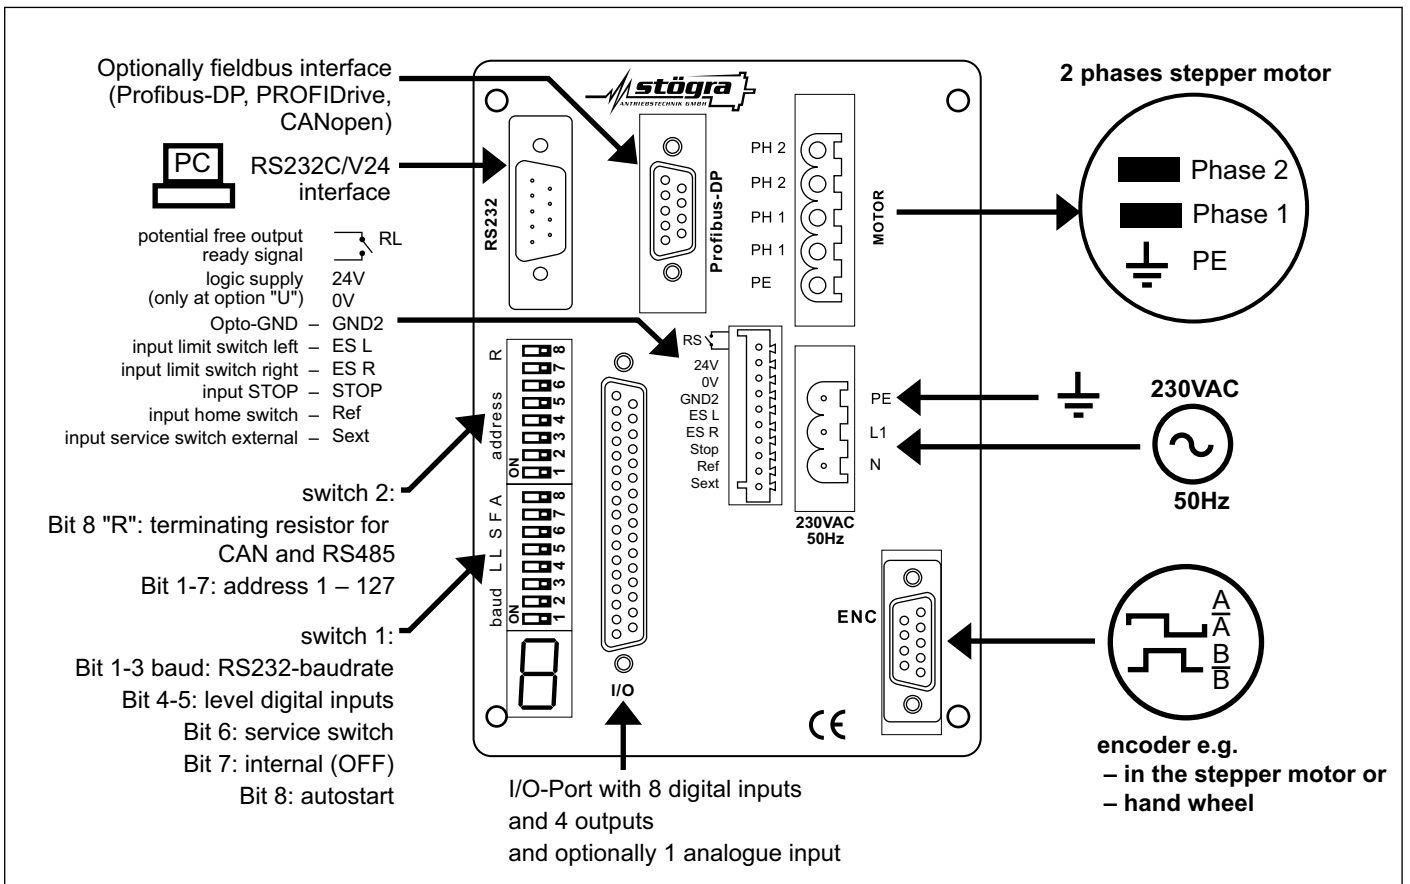 Optionally fieldbus interface
(Profibus-DP, PROFIDrive,
CANopen)
PC
RS232C/V24
interface
potential free output
ready signal
RL
logic supply
(only at option "U")
24V
0V
Opto-GND – GND2
input limit switch left – ES L
input limit switch right – ES R
input STOP – STOP
input home switch – Ref
input service switch external – Sext
switch 2:
Bit 8 "R": terminating resistor for
CAN and RS485
Bit 1-7: address 1 – 127
switch 1:
Bit 1-3 baud: RS232-baudrate
Bit 4-5: level digital inputs
Bit 6: service switch
Bit 7: internal (OFF)
Bit 8: autostart
stögra
ANTRIEBSTECHNIK GMBH
RS232
Profibus-DP
PH 2
PH 2
PH 1
PH 1
PE
MOTOR
R
address
ON
1 2 3 4 5 6 7 8
baud L L S F A
ON
1 2 3 4 5 6 7 8
I/O
RS
24V
0V
GND2
ES L
ES R
Stop
Ref
Sext
PE
L1
N
230VAC
50Hz
ENC
CE
I/O-Port with 8 digital inputs
and 4 outputs
and optionally 1 analogue input
2 phases stepper motor
Phase 2
Phase 1
PE
230VAC
50Hz
A
A
B
B
encoder e.g.
– in the stepper motor or
– hand wheel